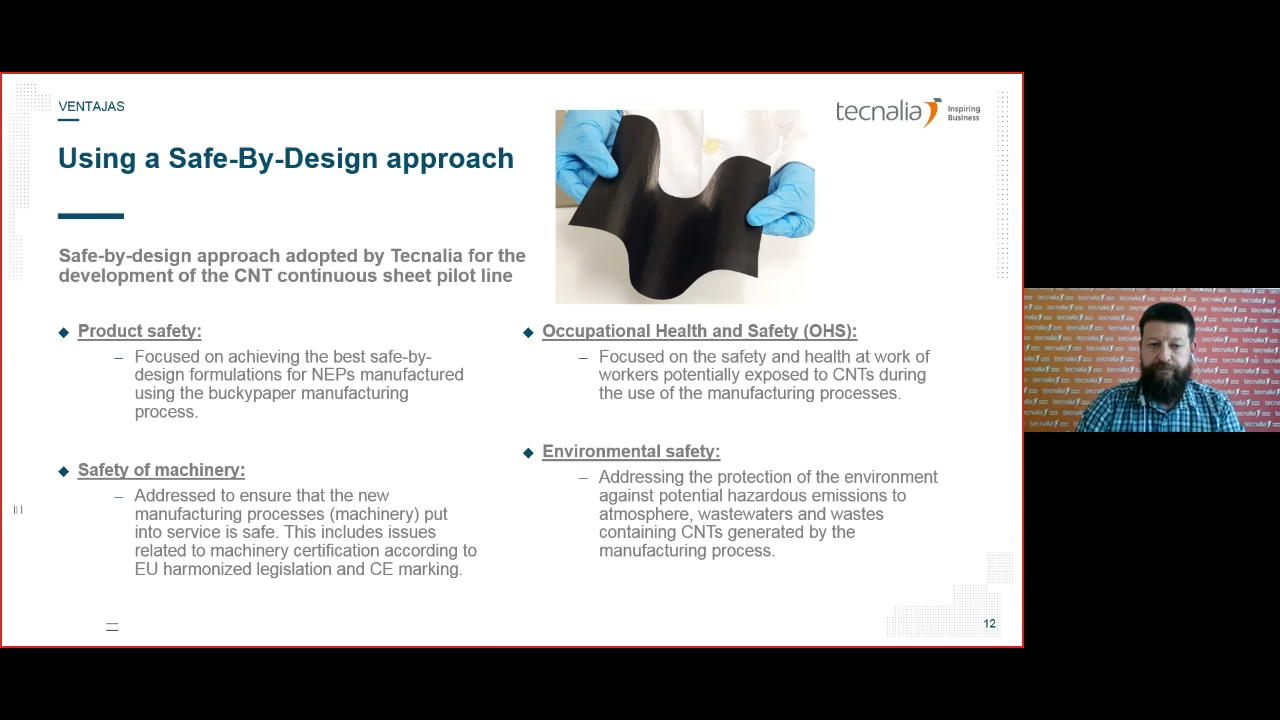 VENTAJAS
tecnalia Inspiring
Business
Using a Safe-By-Design approach
Safe-by-design approach adopted by Tecnalia for the
development of the CNT continuous sheet pilot line
Product safety:
– Focused on achieving the best safe-by-
design formulations for NEPs manufactured
using the buckypaper manufacturing
process.
Safety of machinery:
– Addressed to ensure that the new
manufacturing processes (machinery) put
into service is safe. This includes issues
related to machinery certification according to
EU harmonized legislation and CE marking.
Occupational Health and Safety (OHS):
– Focused on the safety and health at work of
workers potentially exposed to CNTs during
the use of the manufacturing processes.
Environmental safety:
– Addressing the protection of the environment
against potential hazardous emissions to
atmosphere, wastewaters and wastes
containing CNTs generated by the
manufacturing process.
12
tecnalia